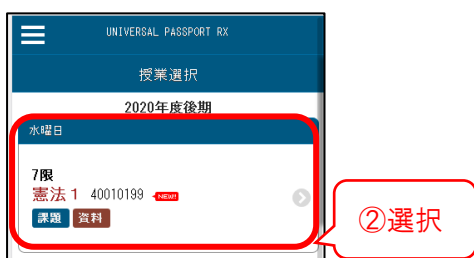 UNIVERSAL PASSPORT RX
授業選択
2020年度後期
水曜日
7限
憲法1 40010199 NEW!
課題 資料
②選択